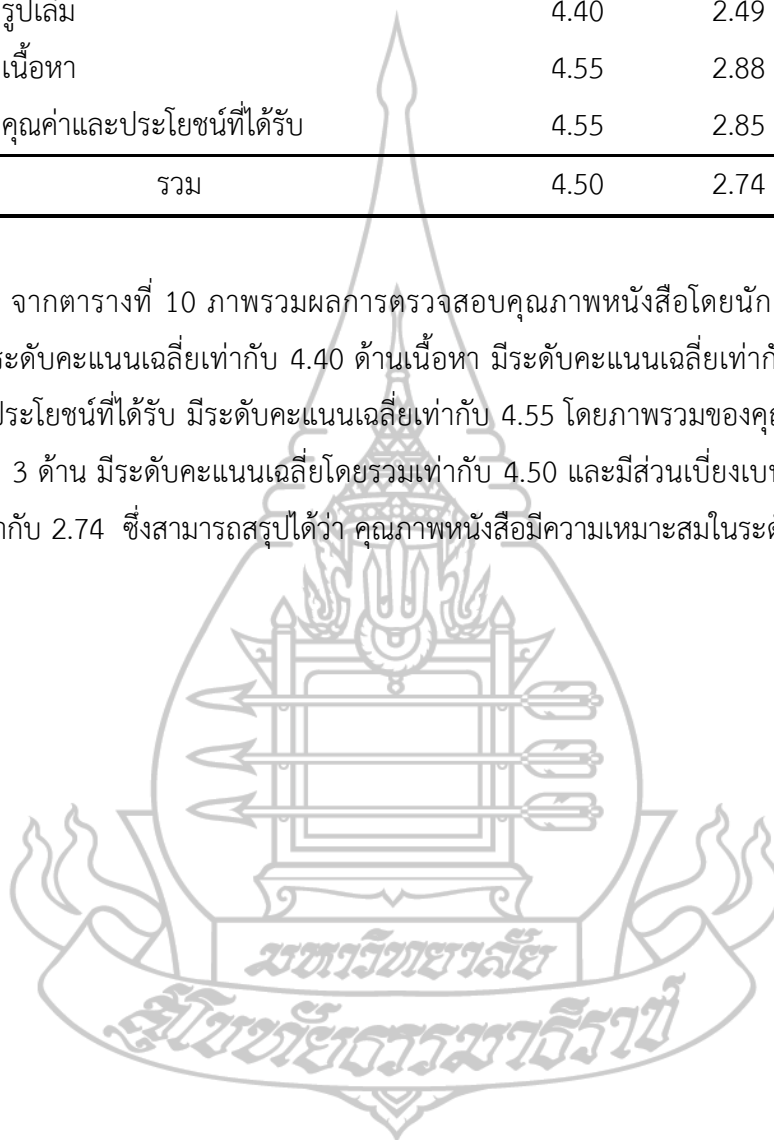 รูปเล่ม 4.40 2.49
เนื้อหา 4.55 2.88
คุณค่าและประโยชน์ที่ได้รับ 4.55 2.85
รวม 4.50 2.74
จากตารางที่ 10 ภาพรวมผลการตรวจสอบคุณภาพหนังสือโดยนัก
ระดับคะแนนเฉลี่ยเท่ากับ 4.40 ด้านเนื้อหา มีระดับคะแนนเฉลี่ยเท่ากั
ประโยชน์ที่ได้รับ มีระดับคะแนนเฉลี่ยเท่ากับ 4.55 โดยภาพรวมของคุณ
3 ด้าน มีระดับคะแนนเฉลี่ยโดยรวมเท่ากับ 4.50 และมีส่วนเบี่ยงเบน
ากับ 2.74 ซึ่งสามารถสรุปได้ว่า คุณภาพหนังสือมีความเหมาะสมในระดั
มหาวิทยาลัย
สุโขทัยธรรมาธิราช